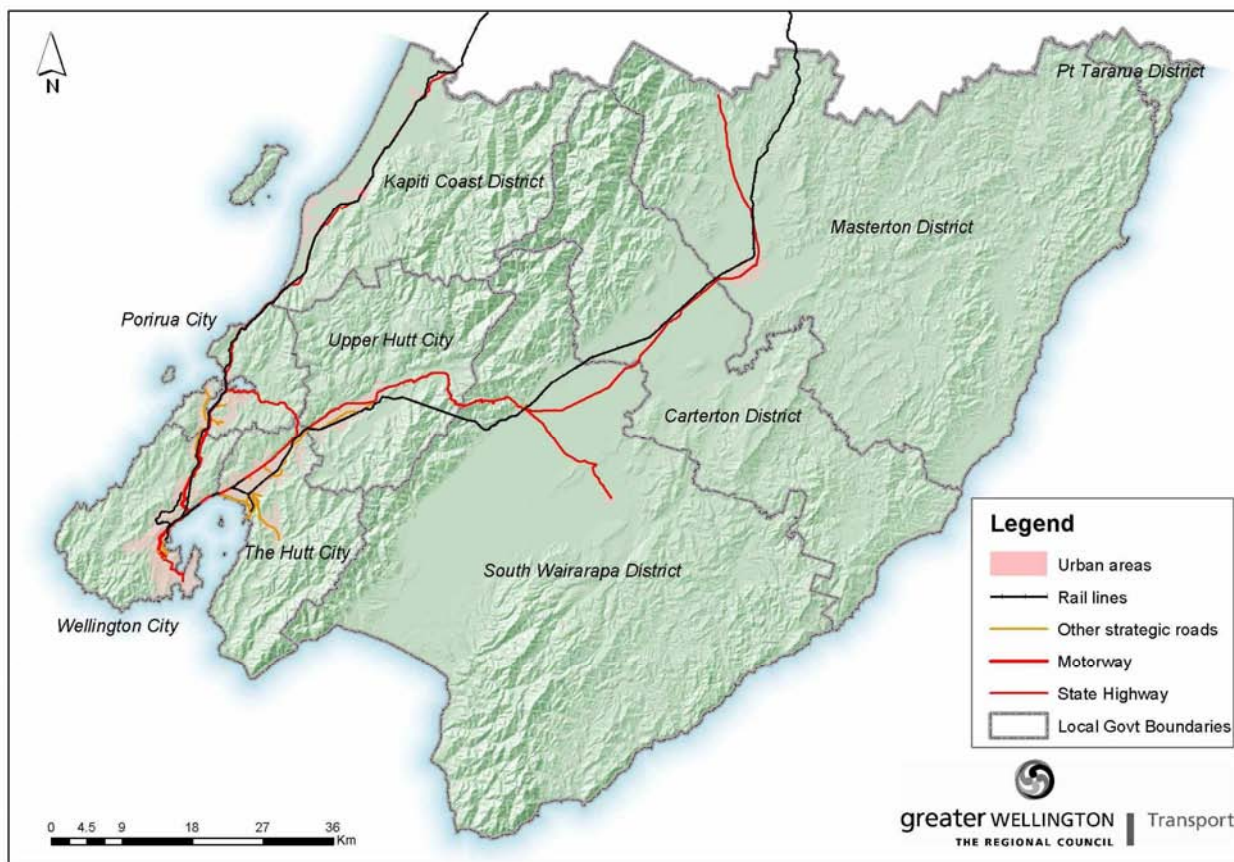 N
Pt Tararua District
Kapiti Coast District
Masterton District
Porirua City
Upper Hutt City
Carterton District
The Hutt City
South Wairarapa District
Wellington City
Legend
Urban areas
Rail lines
Other strategic roads
Motorway
State Highway
Local Govt Boundaries
0 4.5 9 18 27 36
Km
greater WELLINGTON
THE REGIONAL COUNCIL
Transport